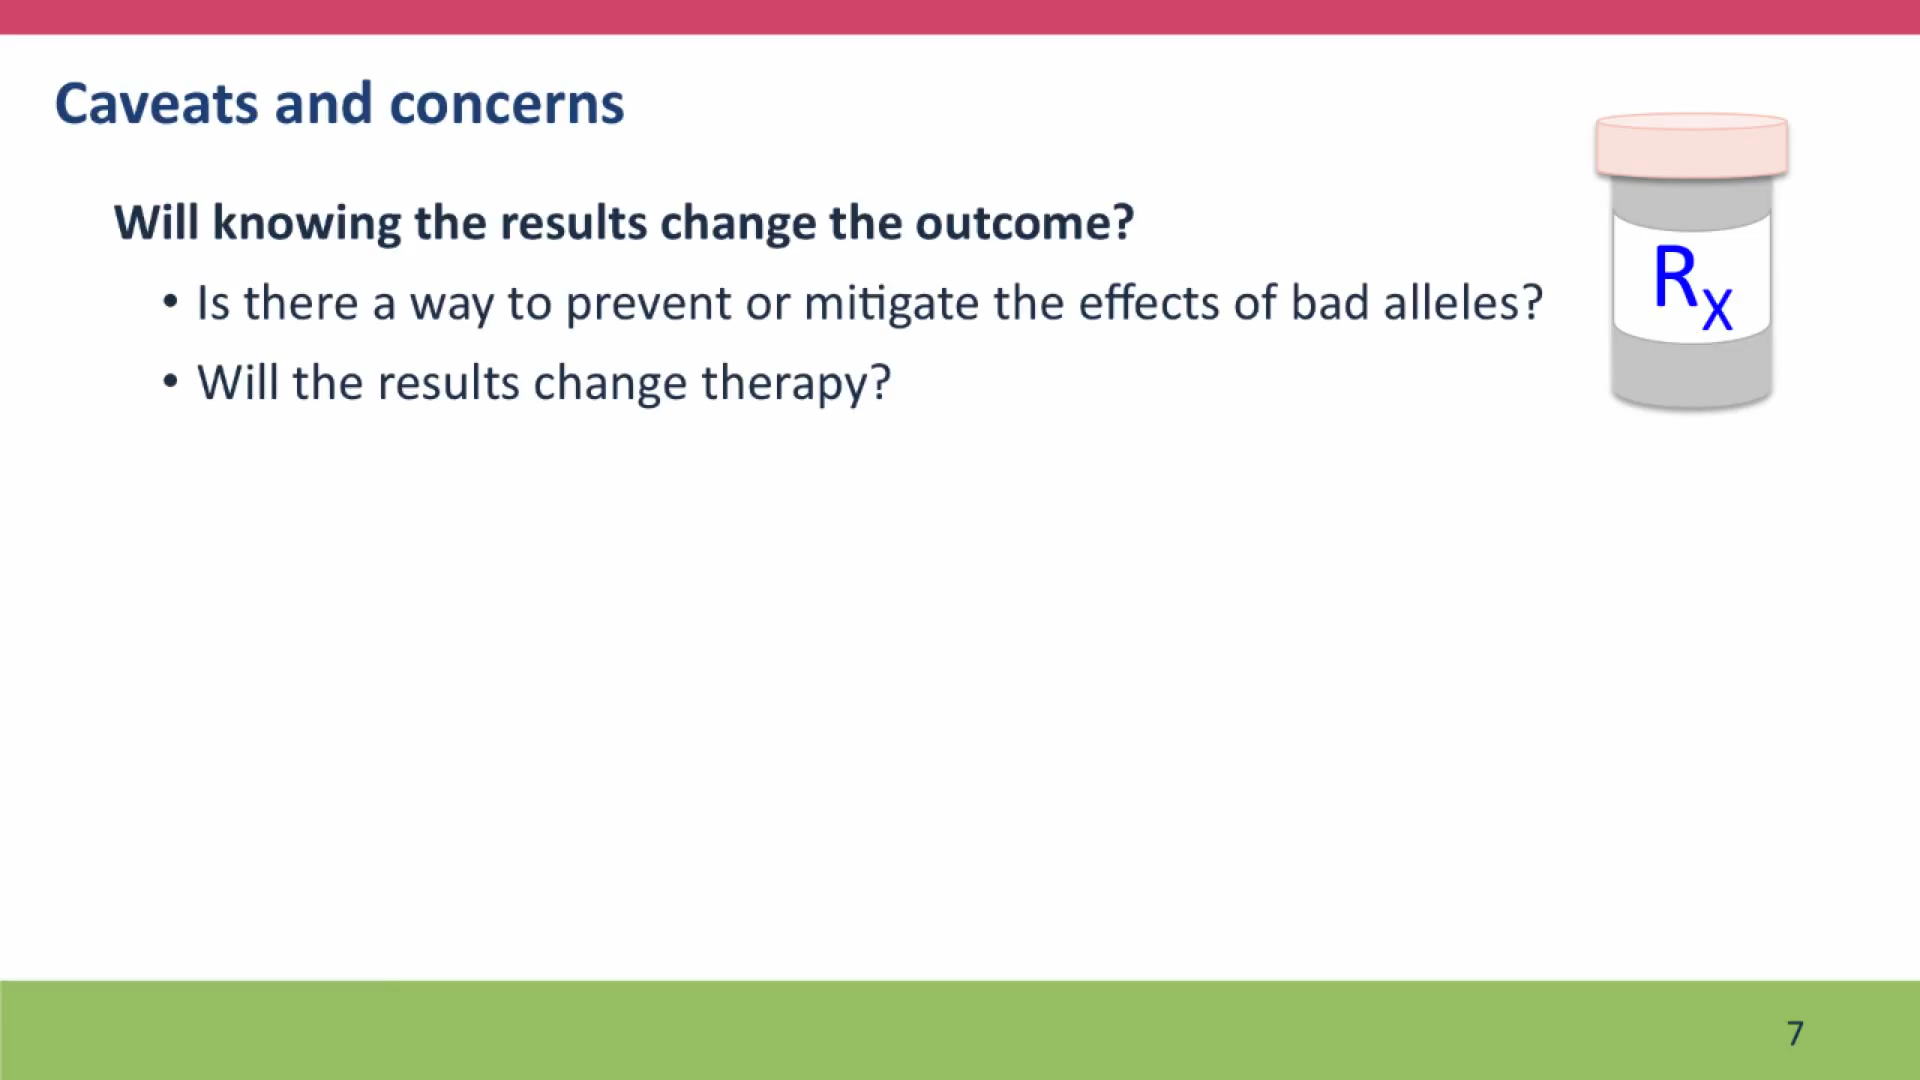 Caveats and concerns
Will knowing the results change the outcome?
• Is there a way to prevent or mitigate the effects of bad alleles?
• Will the results change therapy?
Rx
7